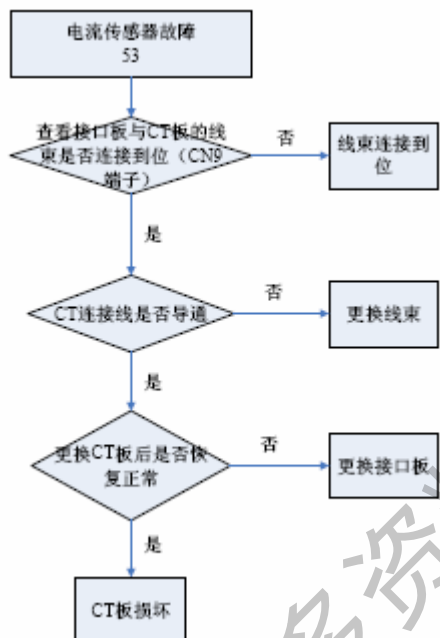 电流传感器故障
53
查看接口板与CT板的线
束是否连接到位（CN9
端子）
否
线束连接到
位
是
CT连接线是否导通
否
更换线束
是
更换CT板后是否恢
复正常
否
更换接口板
是
CT板损坏
多资